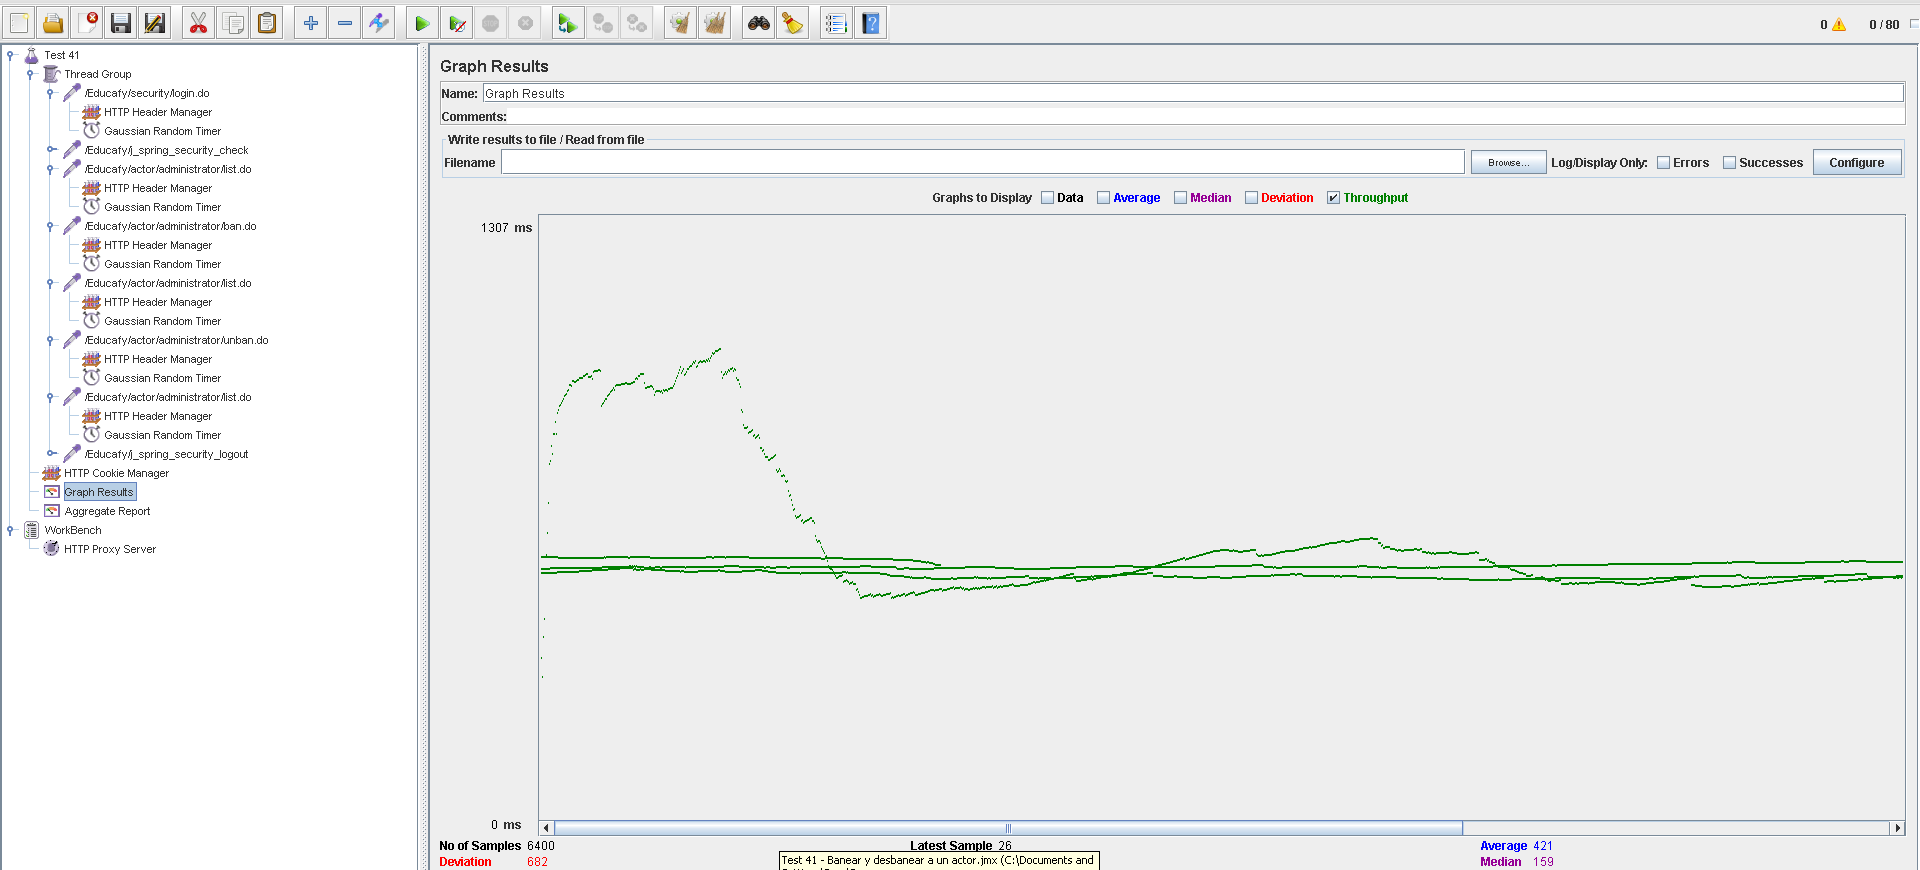 0 0 / 80
Test 41
Thread Group
/Educafy/security/login.do
HTTP Header Manager
Gaussian Random Timer
/Educafy/j_spring_security_check
/Educafy/actor/administrator/list.do
HTTP Header Manager
Gaussian Random Timer
/Educafy/actor/administrator/ban.do
HTTP Header Manager
Gaussian Random Timer
/Educafy/actor/administrator/list.do
HTTP Header Manager
Gaussian Random Timer
/Educafy/actor/administrator/unban.do
HTTP Header Manager
Gaussian Random Timer
/Educafy/actor/administrator/list.do
HTTP Header Manager
Gaussian Random Timer
/Educafy/j_spring_security_logout
HTTP Cookie Manager
Graph Results
Aggregate Report
WorkBench
HTTP Proxy Server
Graph Results
Name: Graph Results
Comments:
Write results to file / Read from file
Filename Browse... Log/Display Only: Errors Successes Configure
Graphs to Display Data Average Median Deviation Throughput
1307 ms
0 ms
No of Samples 6400 Latest Sample 26 Average 421
Deviation 682 Median 159
Test 41 - Banear y desbanear a un actor.jmx (C:\Documents and